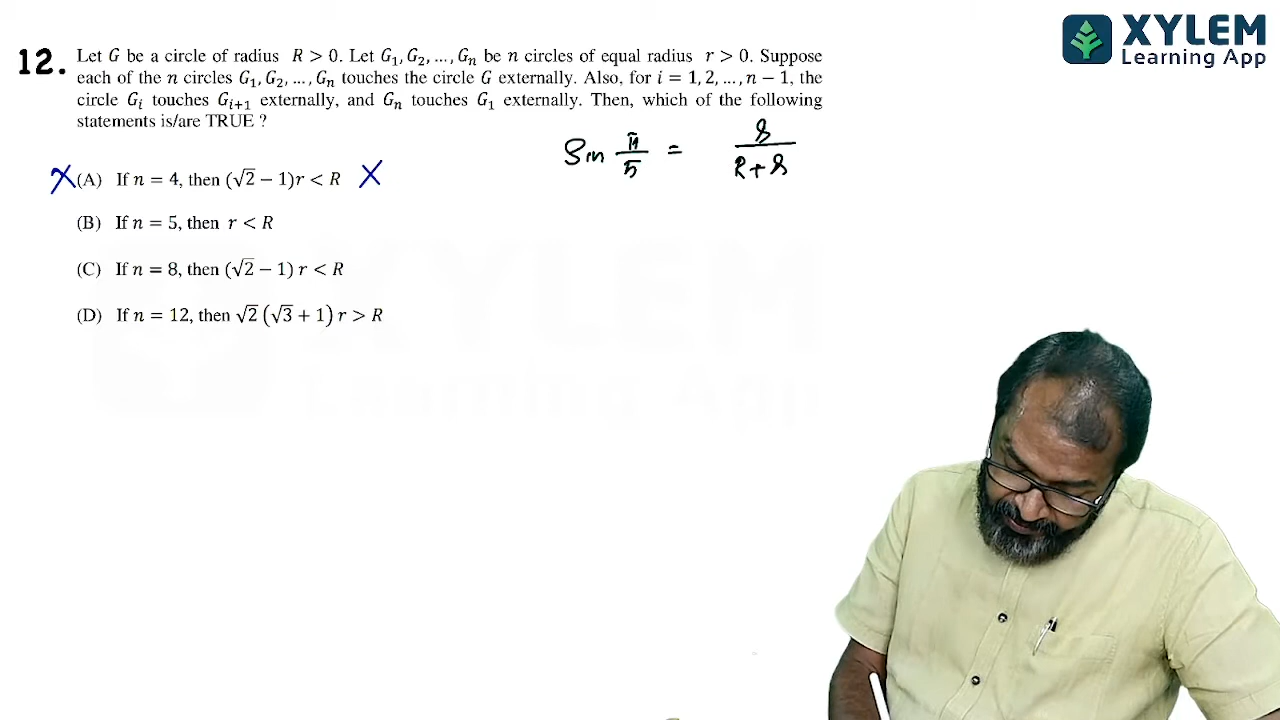 XYLEM
Learning App
12. Let G be a circle of radius R > 0. Let G₁, G₂, ..., Gₙ be n circles of equal radius r > 0. Suppose
each of the n circles G₁, G₂, ..., Gₙ touches the circle G externally. Also, for i = 1, 2, ..., n − 1, the
circle Gᵢ touches Gᵢ₊₁ externally, and Gₙ touches G₁ externally. Then, which of the following
statements is/are TRUE ?
Sin π/5 = r/(R+r)
X (A) If n = 4, then (√2 − 1)r < R X
(B) If n = 5, then r < R
(C) If n = 8, then (√2 − 1) r < R
(D) If n = 12, then √2 (√3 + 1) r > R
XYLEM
Learning App